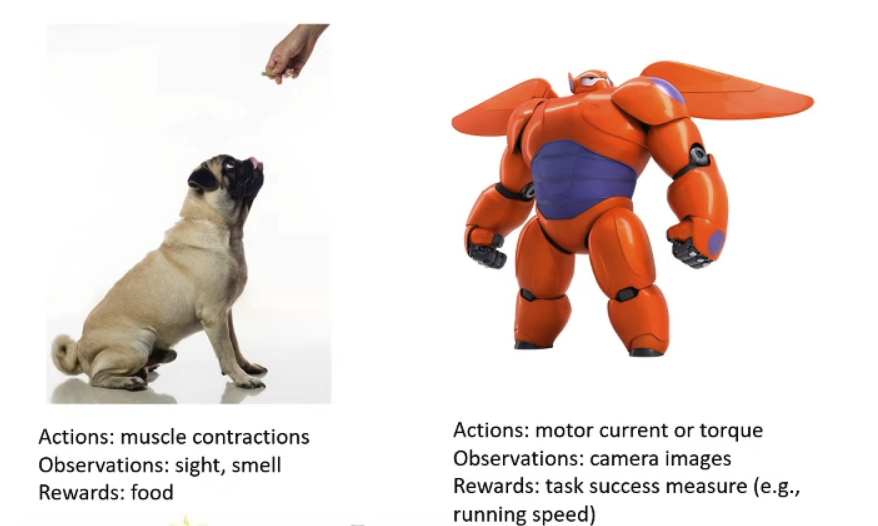 Actions: muscle contractions
Observations: sight, smell
Rewards: food
Actions: motor current or torque
Observations: camera images
Rewards: task success measure (e.g.,
running speed)